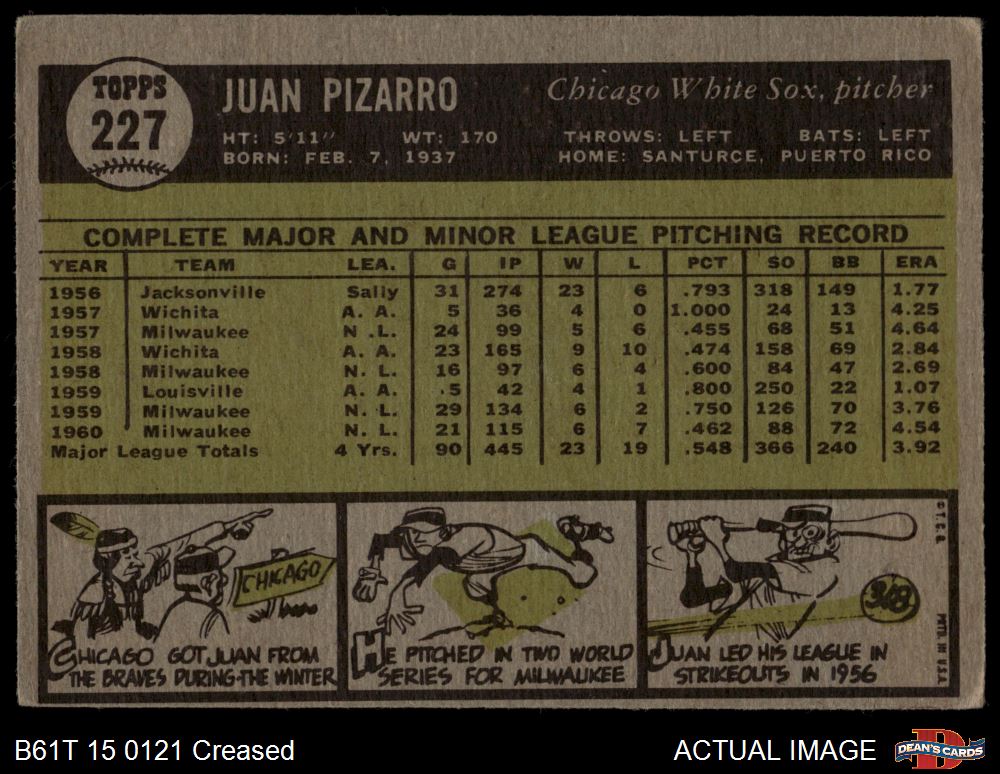 TOPPS
227
JUAN PIZARRO
Chicago White Sox, pitcher
HT: 5'11" WT: 170 THROWS: LEFT BATS: LEFT
BORN: FEB. 7, 1937 HOME: SANTURCE, PUERTO RICO
COMPLETE MAJOR AND MINOR LEAGUE PITCHING RECORD
YEAR TEAM LEA. G IP W L PCT SO BB ERA
1956 Jacksonville Sally 31 274 23 6 .793 318 149 1.77
1957 Wichita A. A. 5 36 4 0 1.000 24 13 4.25
1957 Milwaukee N .L. 24 99 5 6 .455 68 51 4.64
1958 Wichita A. A. 23 165 9 10 .474 158 69 2.84
1958 Milwaukee N. L. 16 97 6 4 .600 84 47 2.69
1959 Louisville A. A. 5 42 4 1 .800 250 22 1.07
1959 Milwaukee N. L. 29 134 6 2 .750 126 70 3.76
1960 Milwaukee N. L. 21 115 6 7 .462 88 72 4.54
Major League Totals 4 Yrs. 90 445 23 19 .548 366 240 3.92
CHICAGO
CHICAGO GOT JUAN FROM
THE BRAVES DURING THE WINTER
HE PITCHED IN TWO WORLD
SERIES FOR MILWAUKEE
318
JUAN LED HIS LEAGUE IN
STRIKEOUTS IN 1956
© T.C.G. PRTD. IN U.S.A.
B61T 15 0121 Creased
ACTUAL IMAGE
DEAN'S CARDS